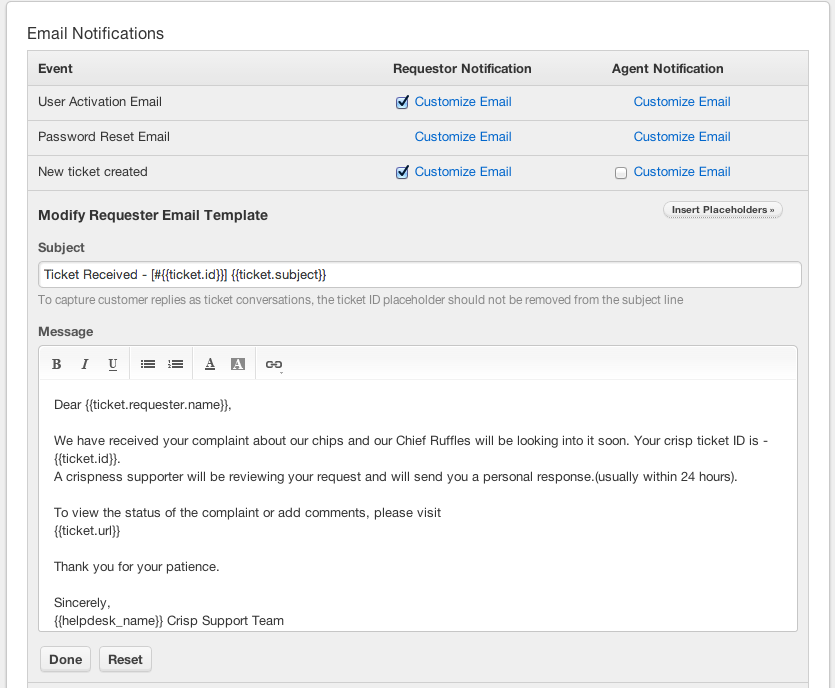 Email Notifications
Event Requestor Notification Agent Notification
User Activation Email Customize Email Customize Email
Password Reset Email Customize Email Customize Email
New ticket created Customize Email Customize Email
Modify Requester Email Template Insert Placeholders »
Subject
Ticket Received - [#{{ticket.id}}] {{ticket.subject}}
To capture customer replies as ticket conversations, the ticket ID placeholder should not be removed from the subject line
Message
B I U A A
Dear {{ticket.requester.name}},
We have received your complaint about our chips and our Chief Ruffles will be looking into it soon. Your crisp ticket ID is -
{{ticket.id}}.
A crispness supporter will be reviewing your request and will send you a personal response.(usually within 24 hours).
To view the status of the complaint or add comments, please visit
{{ticket.url}}
Thank you for your patience.
Sincerely,
{{helpdesk_name}} Crisp Support Team
Done Reset